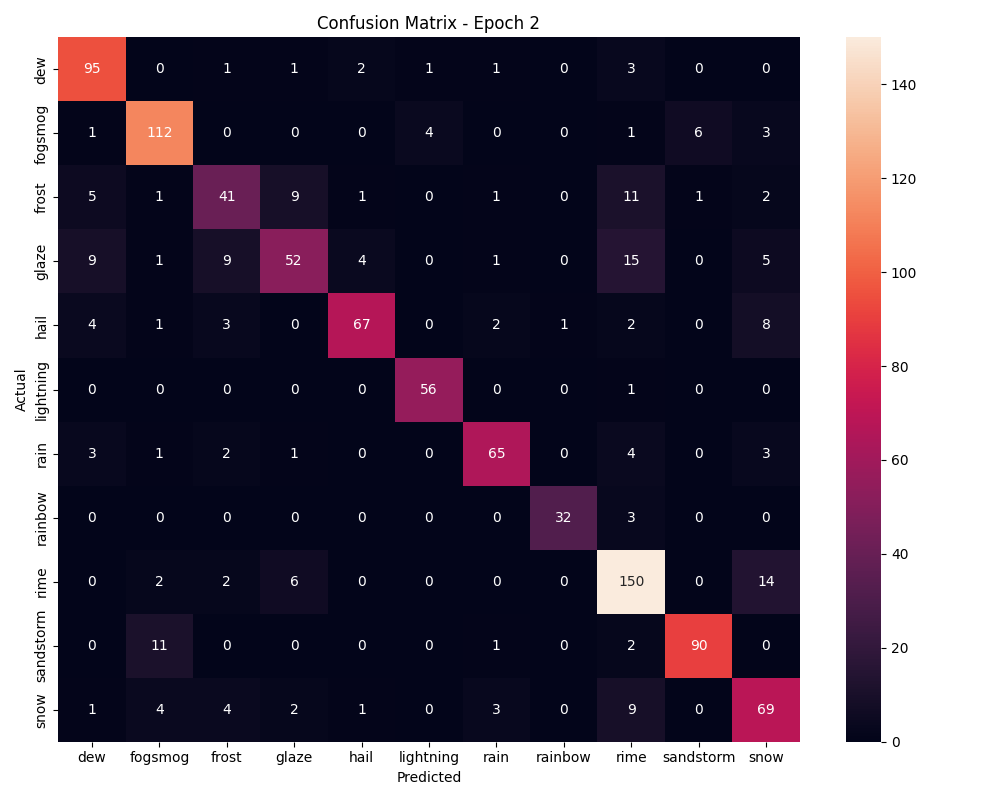 Confusion Matrix - Epoch 2
dew 95 0 1 1 2 1 1 0 3 0 0
fogsmog 1 112 0 0 0 4 0 0 1 6 3
frost 5 1 41 9 1 0 1 0 11 1 2
glaze 9 1 9 52 4 0 1 0 15 0 5
hail 4 1 3 0 67 0 2 1 2 0 8
lightning 0 0 0 0 0 56 0 0 1 0 0
rain 3 1 2 1 0 0 65 0 4 0 3
rainbow 0 0 0 0 0 0 0 32 3 0 0
rime 0 2 2 6 0 0 0 0 150 0 14
sandstorm 0 11 0 0 0 0 1 0 2 90 0
snow 1 4 4 2 1 0 3 0 9 0 69
dew fogsmog frost glaze hail lightning rain rainbow rime sandstorm snow
Predicted
Actual
140
120
100
80
60
40
20
0